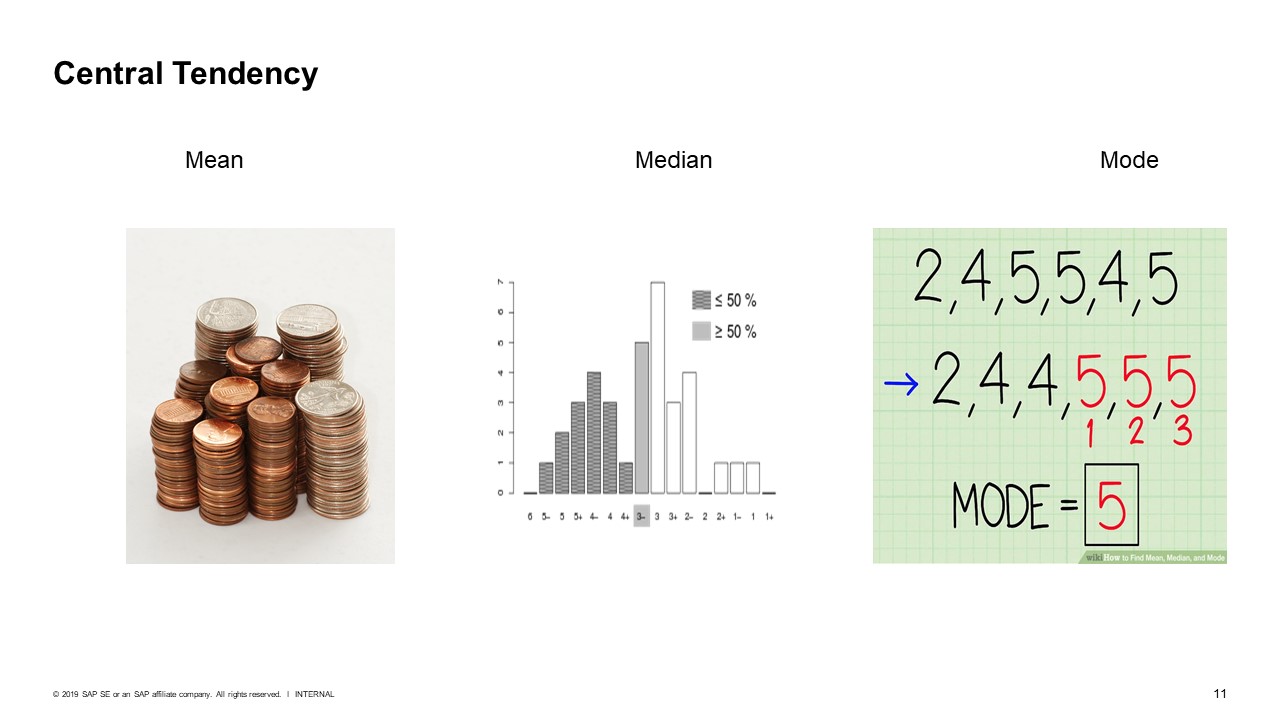 Central Tendency
Mean
Median
Mode
7
6
5
4
3
2
1
0
≤ 50 %
≥ 50 %
6 5– 5 5+ 4– 4 4+ 3– 3 3+ 2– 2 2+ 1– 1 1+
2,4,5,5,4,5
→ 2,4,4,5,5,5
1 2 3
MODE = 5
wikiHow to Find Mean, Median, and Mode
© 2019 SAP SE or an SAP affiliate company. All rights reserved. ǀ INTERNAL
11